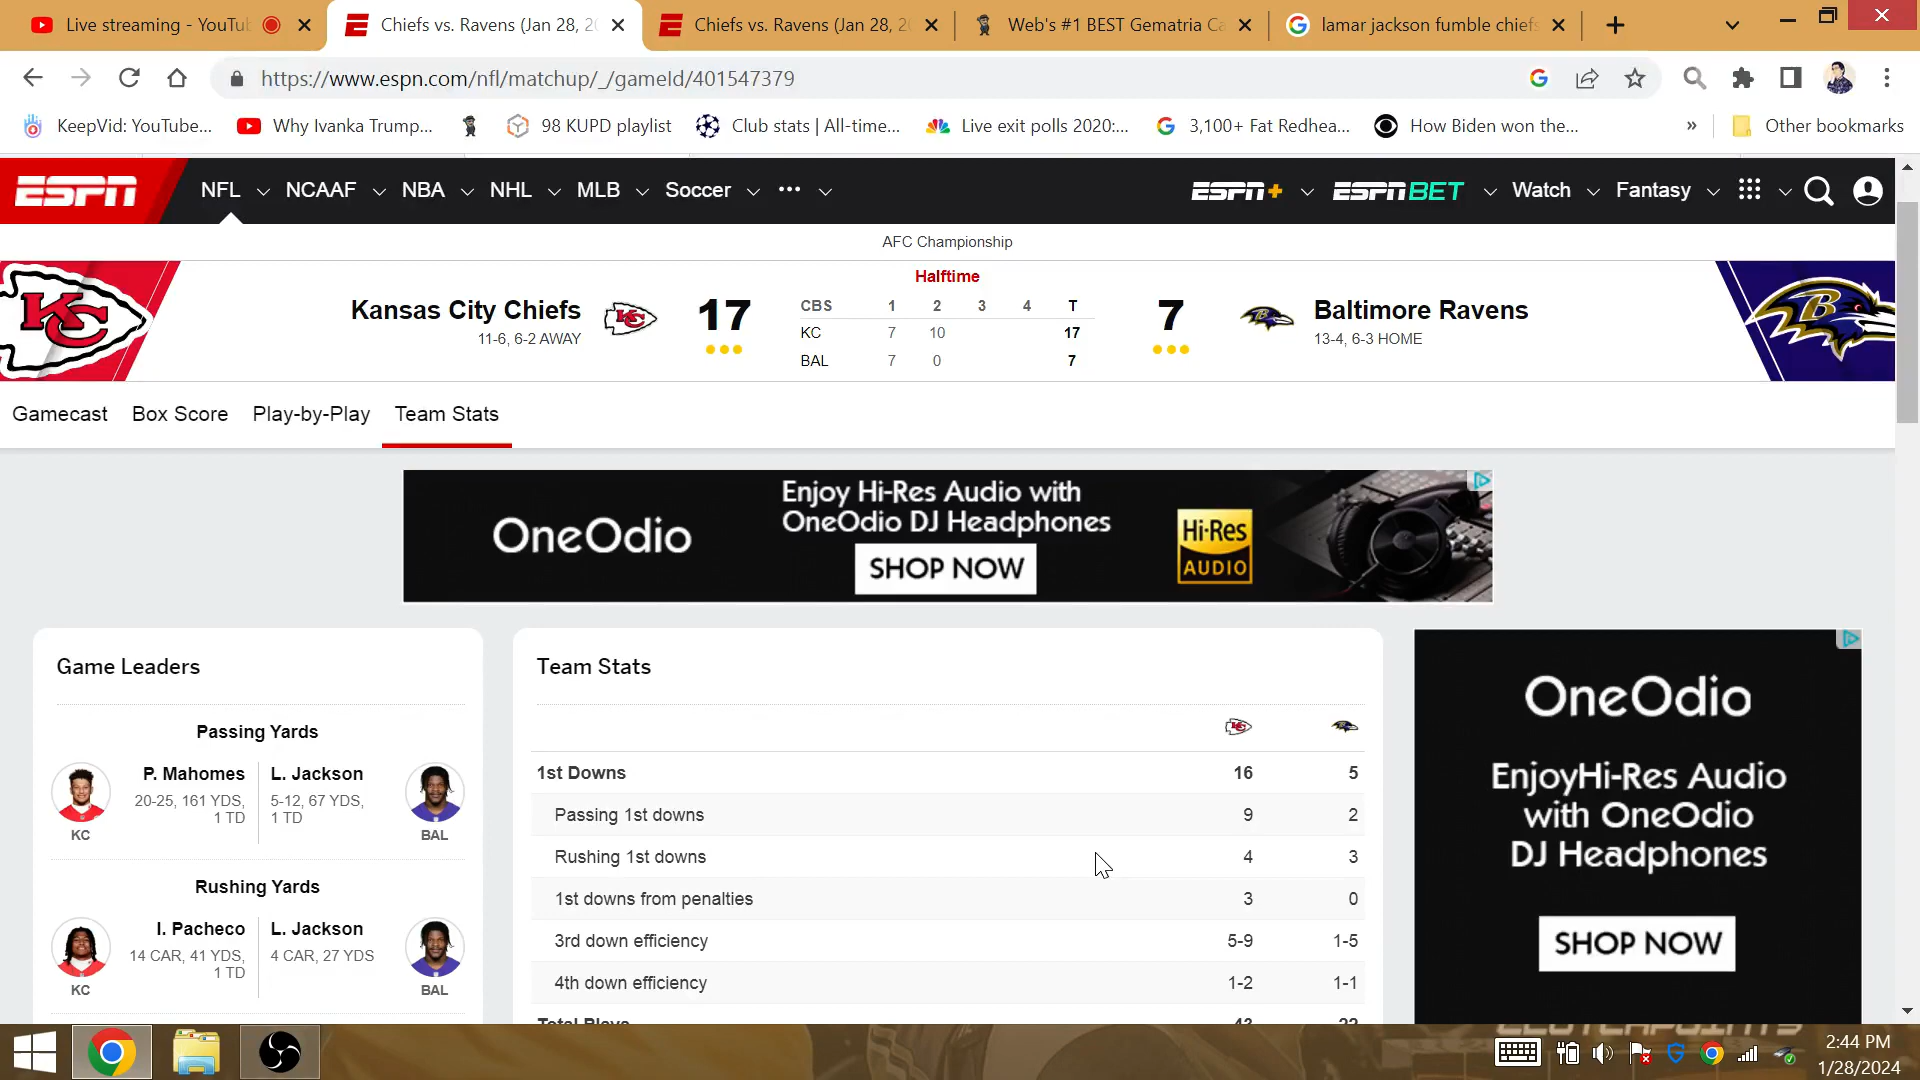 Live streaming - YouTu
Chiefs vs. Ravens (Jan 28, 2
Chiefs vs. Ravens (Jan 28, 2
Web's #1 BEST Gematria Ca
lamar jackson fumble chiefs
https://www.espn.com/nfl/matchup/_/gameId/401547379
KeepVid: YouTube...
Why Ivanka Trump...
98 KUPD playlist
Club stats | All-time...
Live exit polls 2020:...
3,100+ Fat Redhea...
How Biden won the...
»
Other bookmarks
ESPN
NFL
NCAAF
NBA
NHL
MLB
Soccer
ESPN+
ESPN BET
Watch
Fantasy
AFC Championship
Halftime
Kansas City Chiefs
11-6, 6-2 AWAY
17
CBS 1 2 3 4 T
KC 7 10 17
BAL 7 0 7
7
Baltimore Ravens
13-4, 6-3 HOME
KC
B
KC
Gamecast
Box Score
Play-by-Play
Team Stats
OneOdio
Enjoy Hi-Res Audio with
OneOdio DJ Headphones
SHOP NOW
Hi-Res
AUDIO
Game Leaders
Passing Yards
P. Mahomes
20-25, 161 YDS,
1 TD
KC
L. Jackson
5-12, 67 YDS,
1 TD
BAL
Rushing Yards
I. Pacheco
14 CAR, 41 YDS,
1 TD
KC
L. Jackson
4 CAR, 27 YDS
BAL
Team Stats
1st Downs 16 5
Passing 1st downs 9 2
Rushing 1st downs 4 3
1st downs from penalties 3 0
3rd down efficiency 5-9 1-5
4th down efficiency 1-2 1-1
Total Plays 43 22
OneOdio
EnjoyHi-Res Audio
with OneOdio
DJ Headphones
SHOP NOW
CLUTCHPOINTS
2:44 PM
1/28/2024